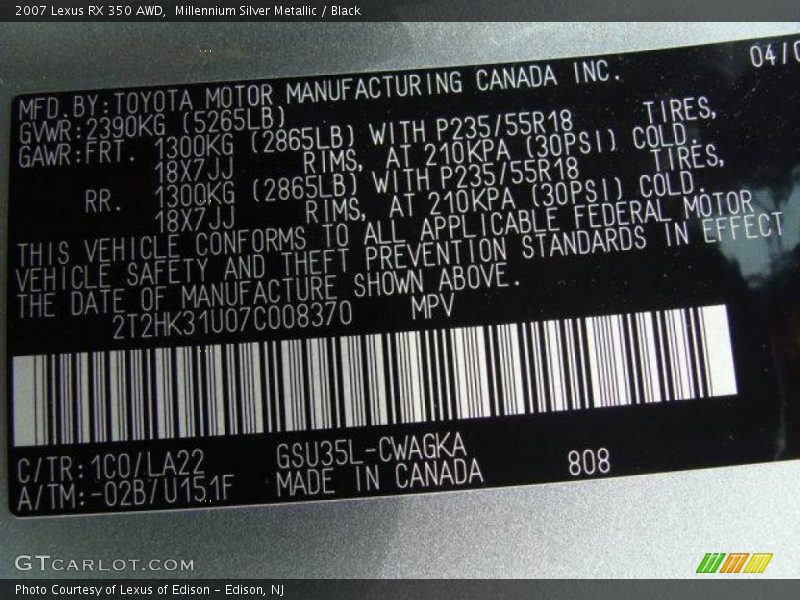 2007 Lexus RX 350 AWD, Millennium Silver Metallic / Black
04/0
MFD.BY:TOYOTA MOTOR MANUFACTURING CANADA INC.
GVWR:2390KG (5265LB)
GAWR:FRT. 1300KG (2865LB) WITH P235/55R18 TIRES,
18X7JJ RIMS, AT 210KPA (30PSI) COLD.
RR. 1300KG (2865LB) WITH P235/55R18 TIRES,
18X7JJ RIMS, AT 210KPA (30PSI) COLD.
THIS VEHICLE CONFORMS TO ALL APPLICABLE FEDERAL MOTOR
VEHICLE SAFETY AND THEFT PREVENTION STANDARDS IN EFFECT
THE DATE OF MANUFACTURE SHOWN ABOVE.
2T2HK31U07C008370 MPV
C/TR:1C0/LA22 GSU35L-CWAGKA 808
A/TM:-02B/U151F MADE IN CANADA
GTCARLOT.COM
Photo Courtesy of Lexus of Edison - Edison, NJ